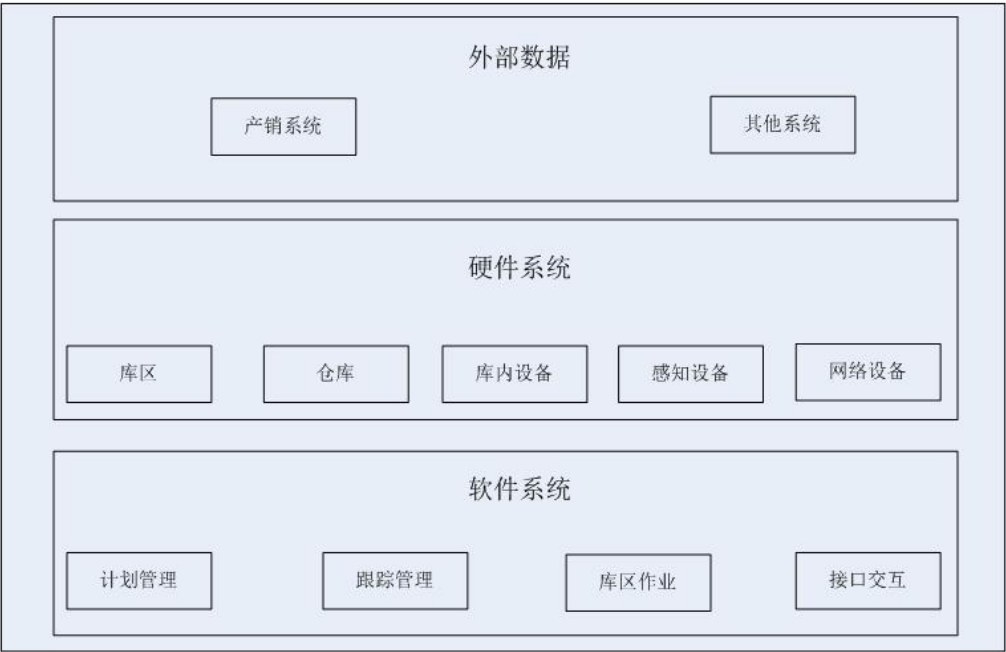 外部数据
产销系统
其他系统
硬件系统
库区
仓库
库内设备
感知设备
网络设备
软件系统
计划管理
跟踪管理
库区作业
接口交互